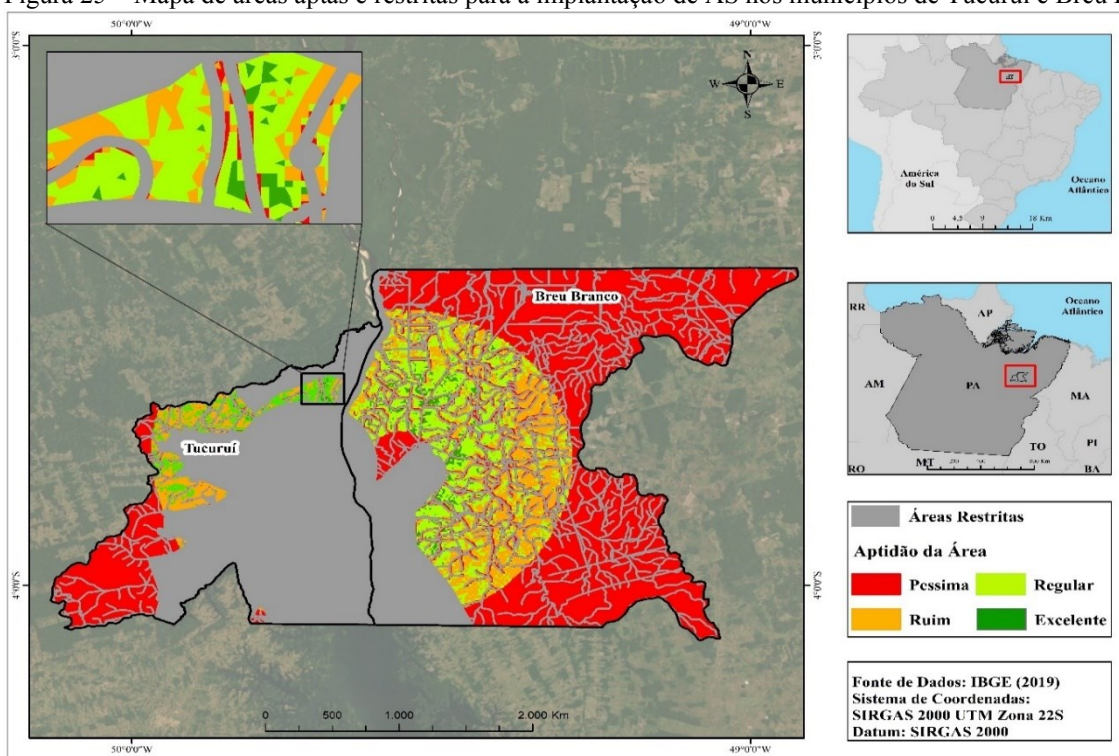 Figura 25 – Mapa de áreas aptas e restritas para a implantação de AS nos municípios de Tucuruí e Breu
50°0'0"W
49°0'0"W
3°0'0"S
3°0'0"S
N
W
E
S
Breu Branco
Tucuruí
4°0'0"S
4°0'0"S
0 500 1.000 2.000 Km
50°0'0"W
49°0'0"W
América
do Sul
Oceano
Atlântico
0 4,5 9 18 Km
RR
AP
Oceano
Atlântico
AM
PA
MA
TO
PI
RO
MT
BA
Áreas Restritas
Aptidão da Área
Péssima
Regular
Ruim
Excelente
Fonte de Dados: IBGE (2019)
Sistema de Coordenadas:
SIRGAS 2000 UTM Zona 22S
Datum: SIRGAS 2000